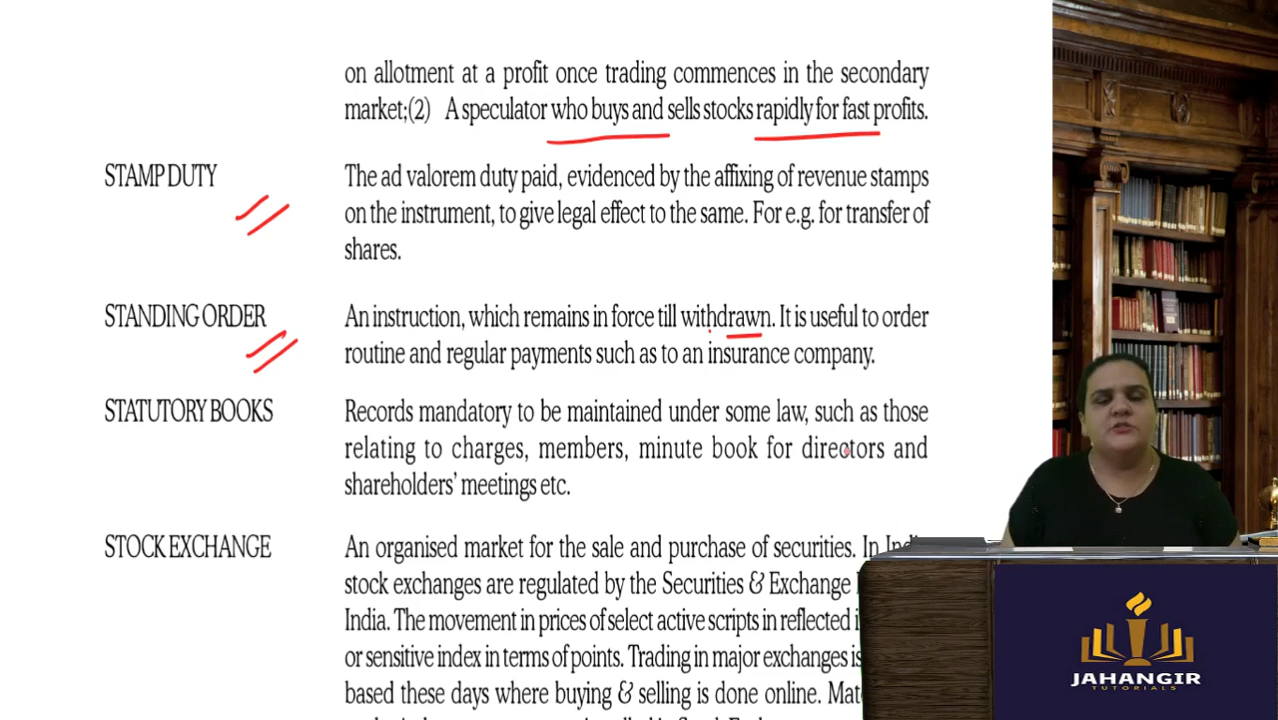 on allotment at a profit once trading commences in the secondary
market;(2) A speculator who buys and sells stocks rapidly for fast profits.
STAMP DUTY
The ad valorem duty paid, evidenced by the affixing of revenue stamps
on the instrument, to give legal effect to the same. For e.g. for transfer of
shares.
STANDING ORDER
An instruction, which remains in force till withdrawn. It is useful to order
routine and regular payments such as to an insurance company.
STATUTORY BOOKS
Records mandatory to be maintained under some law, such as those
relating to charges, members, minute book for directors and
shareholders' meetings etc.
STOCK EXCHANGE
An organised market for the sale and purchase of securities. In
stock exchanges are regulated by the Securities & Exchange
India. The movement in prices of select active scripts in reflected
or sensitive index in terms of points. Trading in major exchanges is
based these days where buying & selling is done online.
JAHANGIR
TUTORIALS